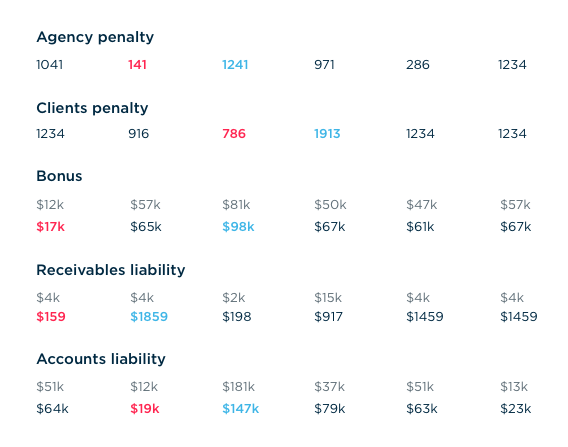 Agency penalty
1041 141 1241 971 286 1234
Clients penalty
1234 916 786 1913 1234 1234
Bonus
$12k $57k $81k $50k $47k $57k
$17k $65k $98k $67k $61k $67k
Receivables liability
$4k $4k $2k $15k $4k $4k
$159 $1859 $198 $917 $1459 $1459
Accounts liability
$51k $12k $181k $37k $51k $13k
$64k $19k $147k $79k $63k $23k